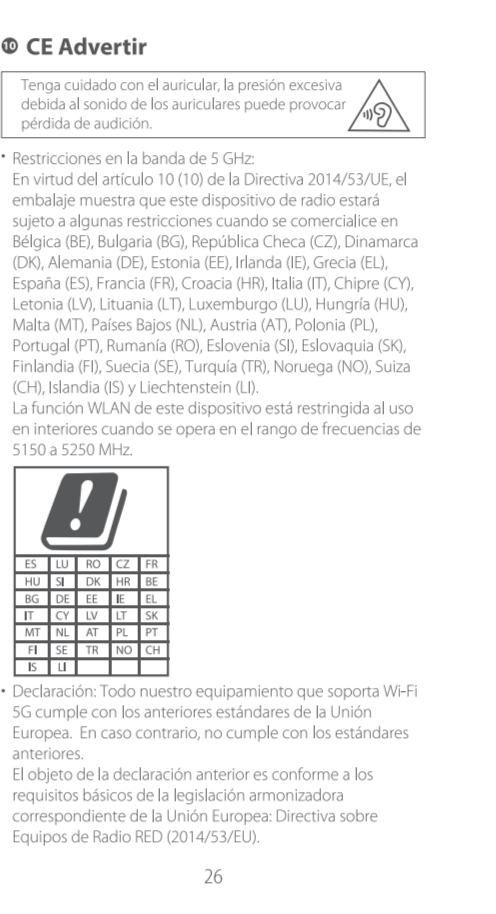 10 CE Advertir
Tenga cuidado con el auricular, la presión excesiva
debida al sonido de los auriculares puede provocar
pérdida de audición.
• Restricciones en la banda de 5 GHz:
En virtud del artículo 10 (10) de la Directiva 2014/53/UE, el
embalaje muestra que este dispositivo de radio estará
sujeto a algunas restricciones cuando se comercialice en
Bélgica (BE), Bulgaria (BG), República Checa (CZ), Dinamarca
(DK), Alemania (DE), Estonia (EE), Irlanda (IE), Grecia (EL),
España (ES), Francia (FR), Croacia (HR), Italia (IT), Chipre (CY),
Letonia (LV), Lituania (LT), Luxemburgo (LU), Hungría (HU),
Malta (MT), Países Bajos (NL), Austria (AT), Polonia (PL),
Portugal (PT), Rumanía (RO), Eslovenia (SI), Eslovaquia (SK),
Finlandia (FI), Suecia (SE), Turquía (TR), Noruega (NO), Suiza
(CH), Islandia (IS) y Liechtenstein (LI).
La función WLAN de este dispositivo está restringida al uso
en interiores cuando se opera en el rango de frecuencias de
5150 a 5250 MHz.
ES LU RO CZ FR
HU SI DK HR BE
BG DE EE IE EL
IT CY LV LT SK
MT NL AT PL PT
FI SE TR NO CH
IS LI
• Declaración: Todo nuestro equipamiento que soporta Wi-Fi
5G cumple con los anteriores estándares de la Unión
Europea. En caso contrario, no cumple con los estándares
anteriores.
El objeto de la declaración anterior es conforme a los
requisitos básicos de la legislación armonizadora
correspondiente de la Unión Europea: Directiva sobre
Equipos de Radio RED (2014/53/EU).
26